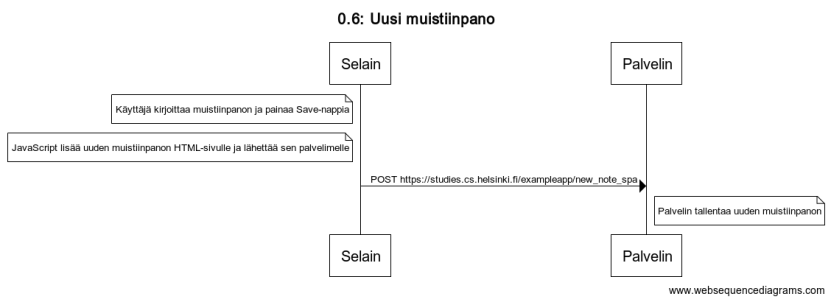 0.6: Uusi muistiinpano
Selain
Palvelin
Käyttäjä kirjoittaa muistiinpanon ja painaa Save-nappia
JavaScript lisää uuden muistiinpanon HTML-sivulle ja lähettää sen palvelimelle
POST https://studies.cs.helsinki.fi/exampleapp/new_note_spa
Palvelin tallentaa uuden muistiinpanon
Selain
Palvelin
www.websequencediagrams.com